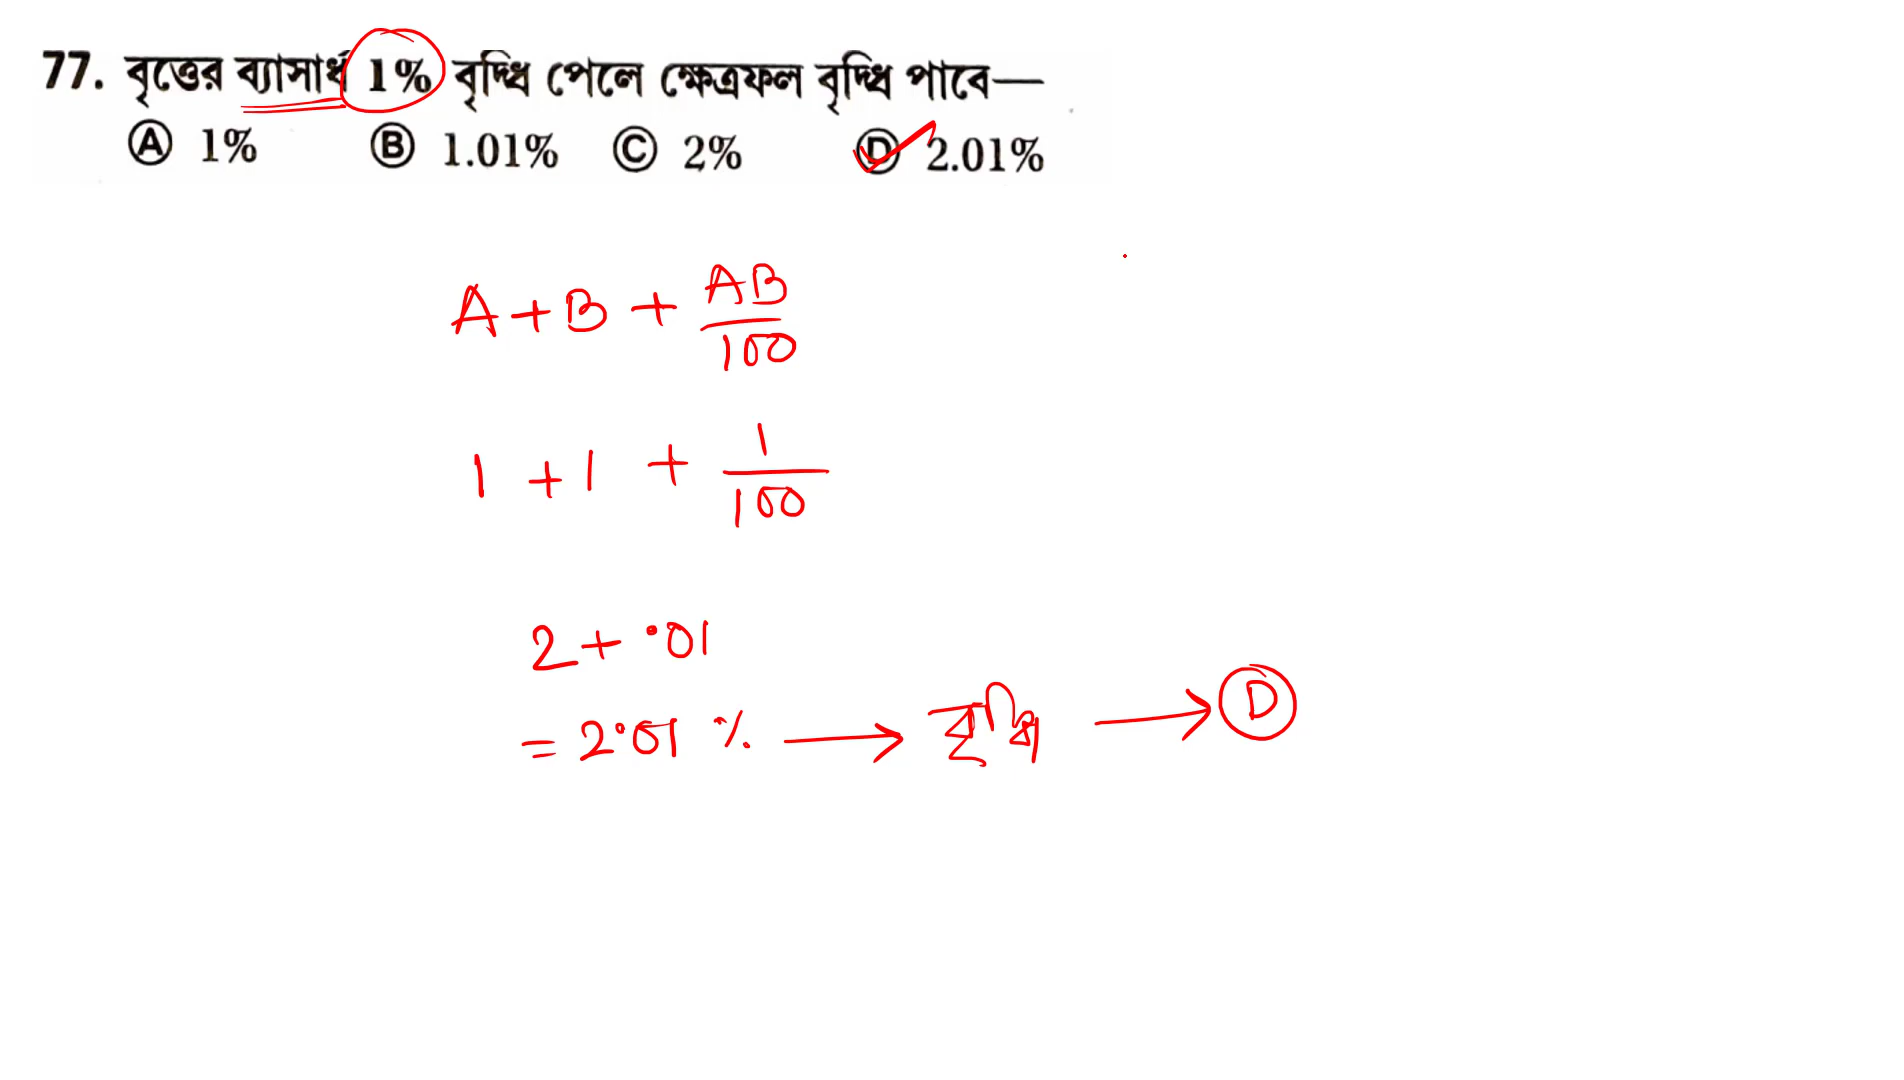 77. বৃত্তের ব্যাসার্ধ 1% বৃদ্ধি পেলে ক্ষেত্রফল বৃদ্ধি পাবে—
Ⓐ 1% Ⓑ 1.01% Ⓒ 2% Ⓓ 2.01%
A + B + AB/100
1 + 1 + 1/100
2 + .01
= 2.01 % → বৃদ্ধি → Ⓓ